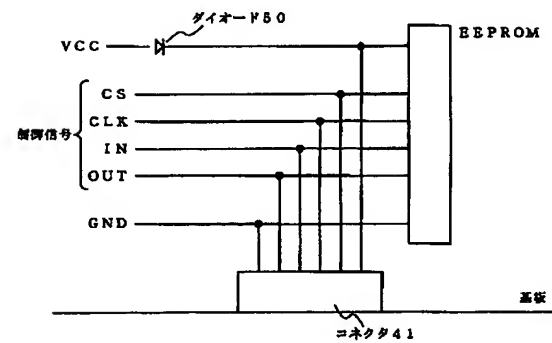 ダイオード50
EEPROM
VCC
CS
CLK
制御信号
IN
OUT
GND
基板
コネクタ41